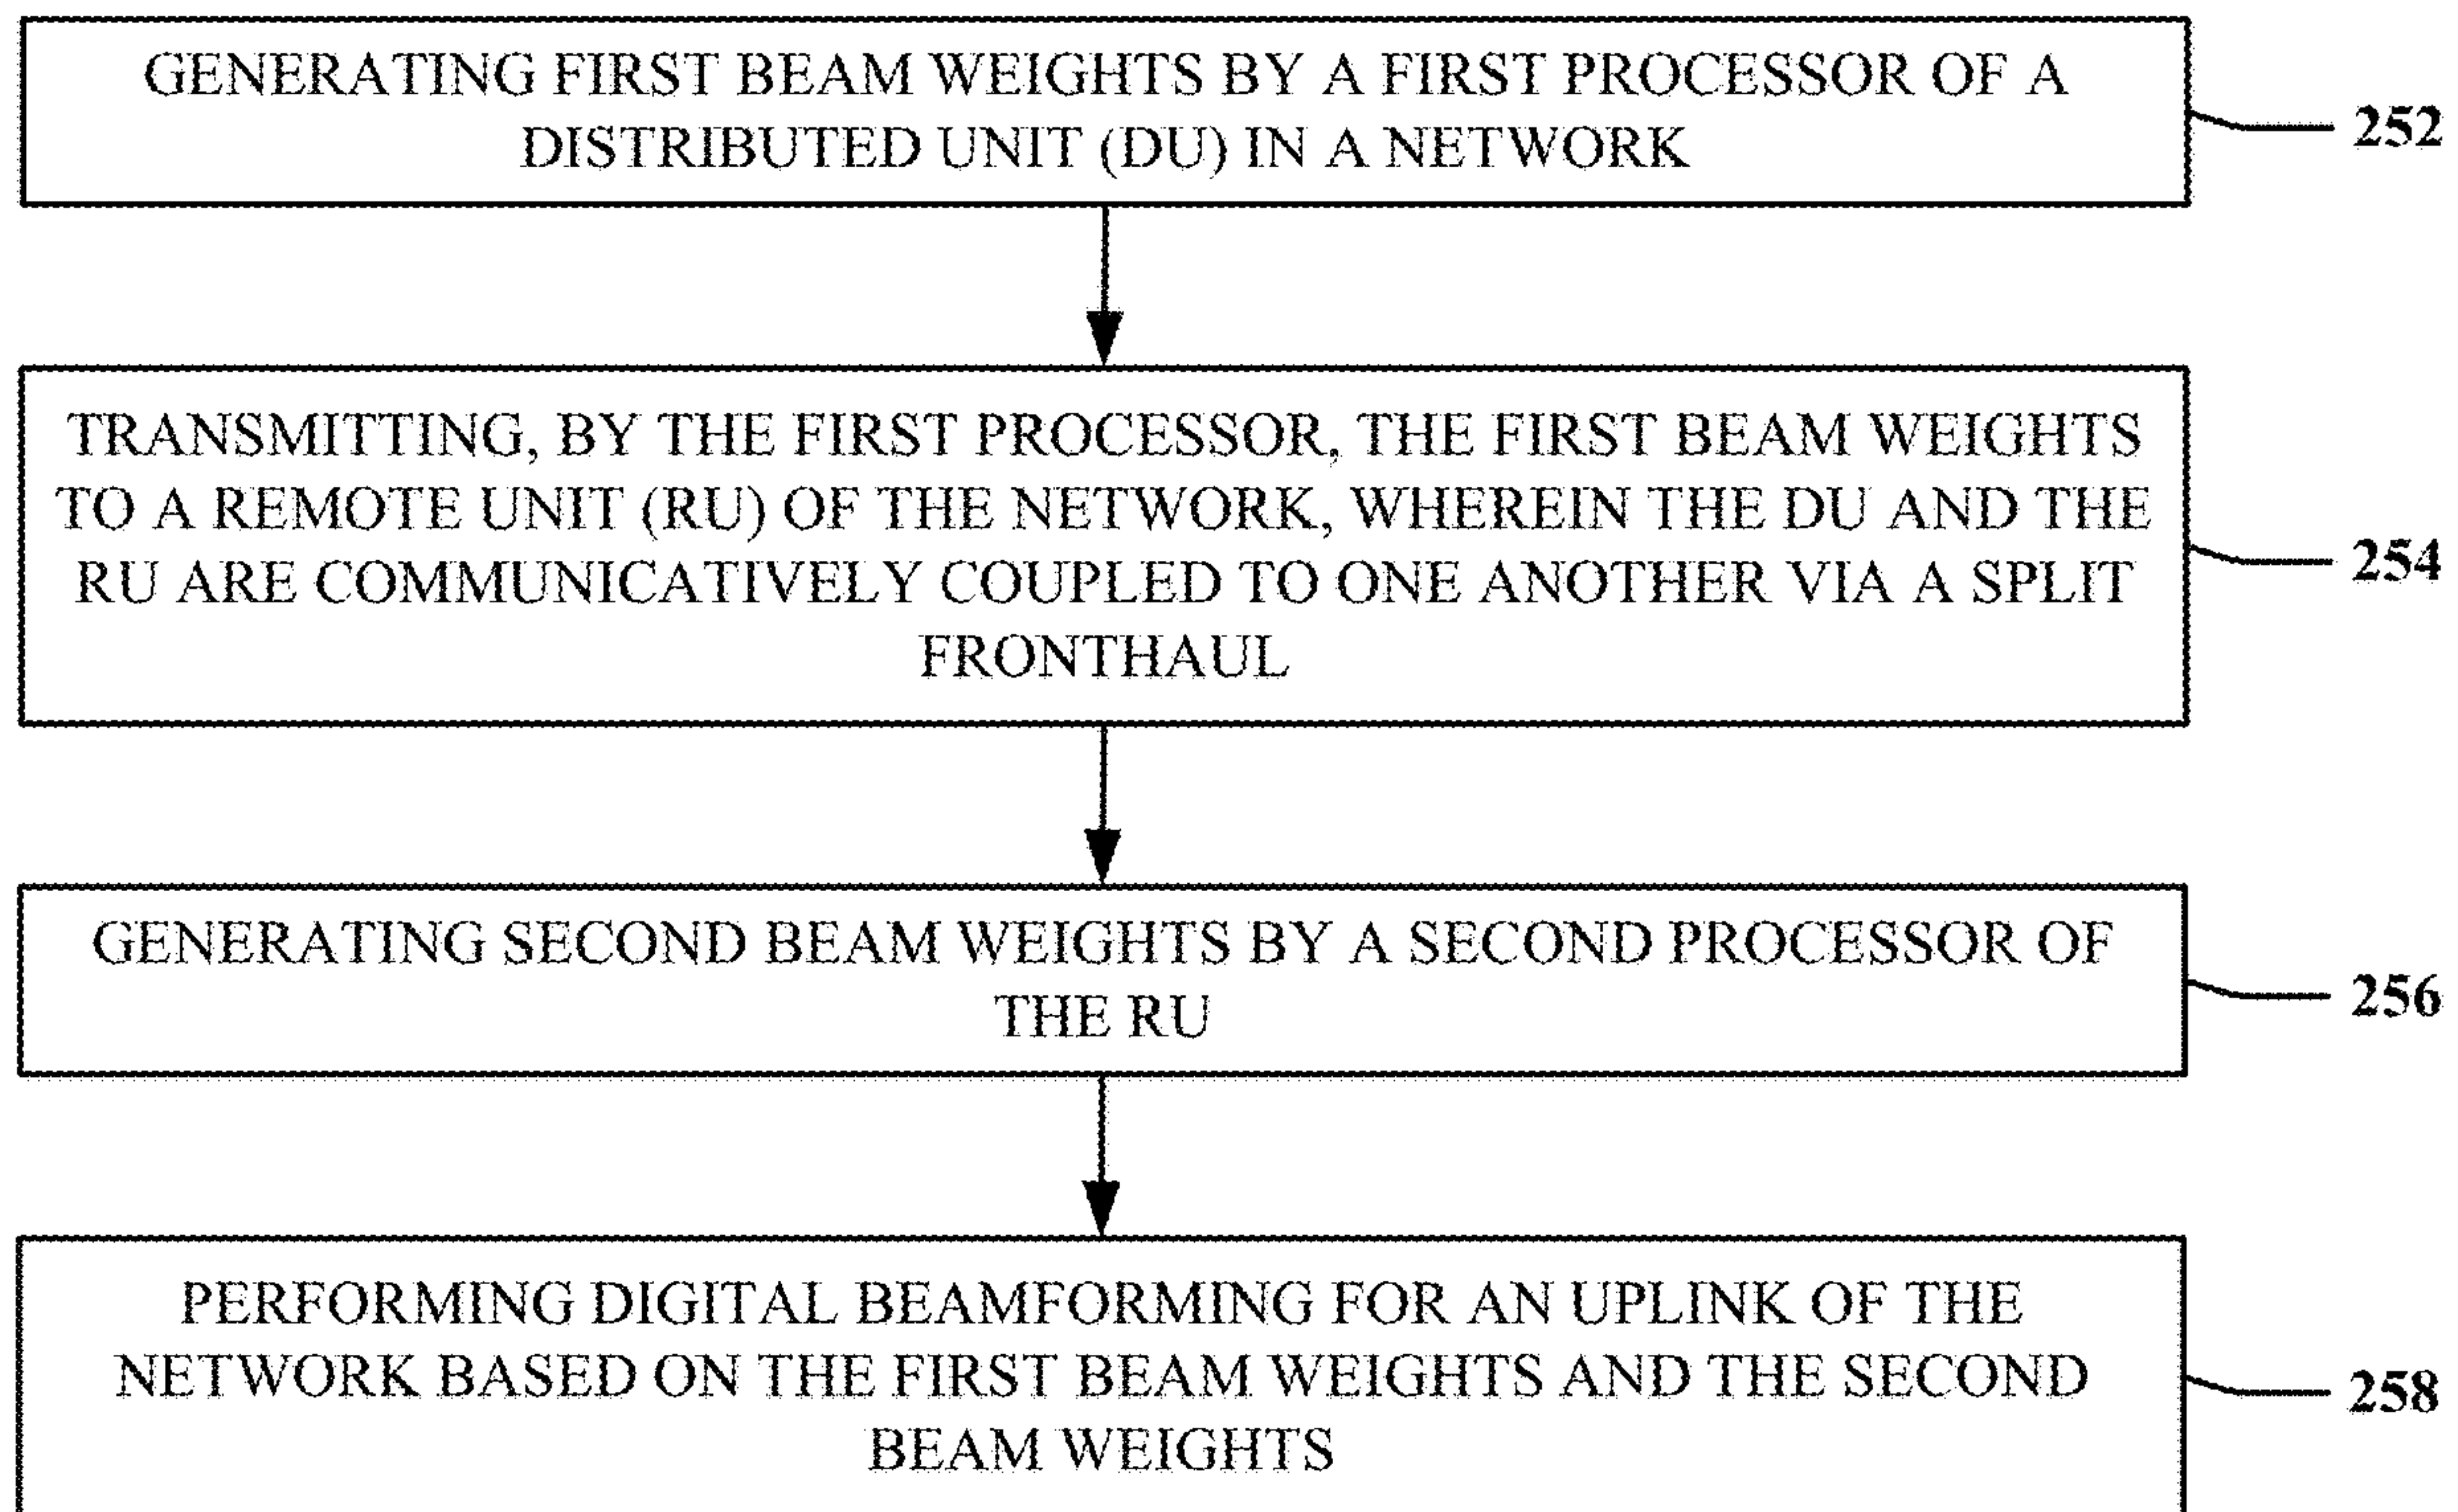 GENERATING FIRST BEAM WEIGHTS BY A FIRST PROCESSOR OF A
DISTRIBUTED UNIT (DU) IN A NETWORK
252
TRANSMITTING, BY THE FIRST PROCESSOR, THE FIRST BEAM WEIGHTS
TO A REMOTE UNIT (RU) OF THE NETWORK, WHEREIN THE DU AND THE
RU ARE COMMUNICATIVELY COUPLED TO ONE ANOTHER VIA A SPLIT
FRONTHAUL
254
GENERATING SECOND BEAM WEIGHTS BY A SECOND PROCESSOR OF
THE RU
256
PERFORMING DIGITAL BEAMFORMING FOR AN UPLINK OF THE
NETWORK BASED ON THE FIRST BEAM WEIGHTS AND THE SECOND
BEAM WEIGHTS
258